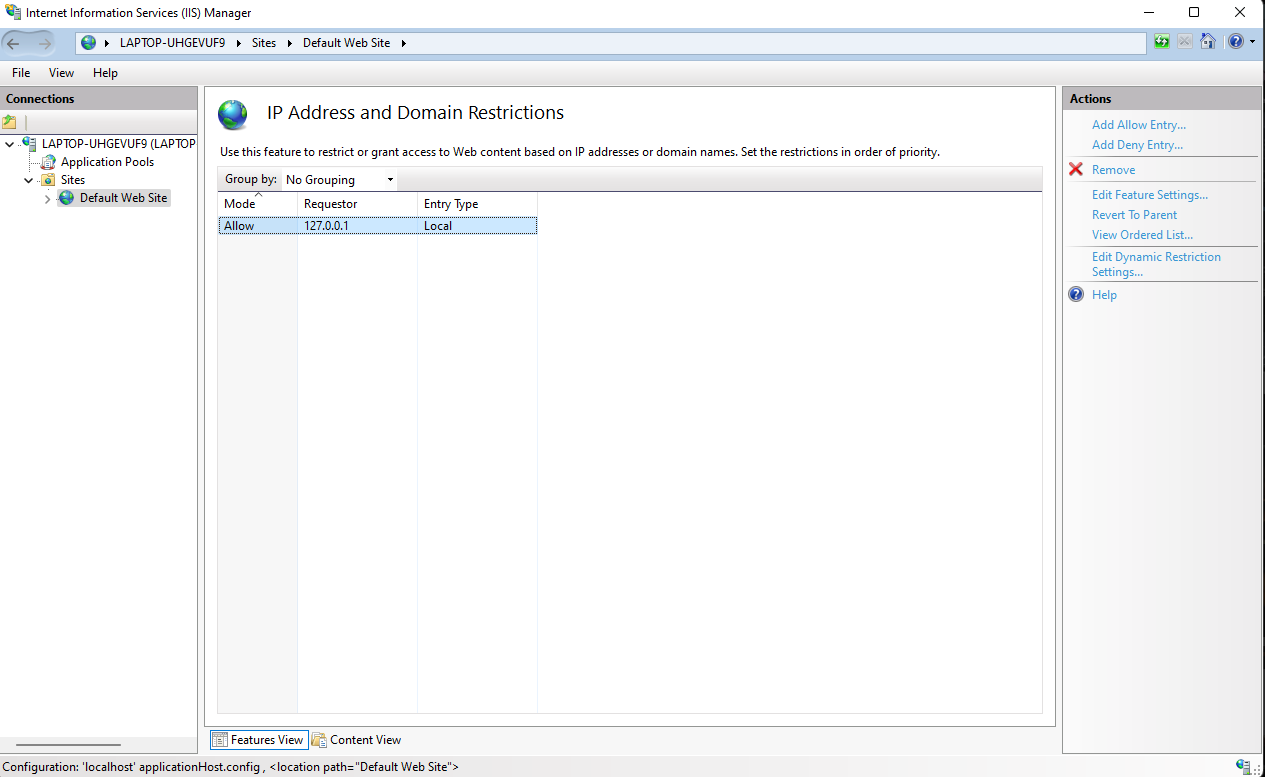 Internet Information Services (IIS) Manager
LAPTOP-UHGEVUF9 Sites Default Web Site
File View Help
Connections
LAPTOP-UHGEVUF9 (LAPTOP
Application Pools
Sites
Default Web Site
IP Address and Domain Restrictions
Use this feature to restrict or grant access to Web content based on IP addresses or domain names. Set the restrictions in order of priority.
Group by: No Grouping
Mode Requestor Entry Type
Allow 127.0.0.1 Local
Features View Content View
Actions
Add Allow Entry...
Add Deny Entry...
Remove
Edit Feature Settings...
Revert To Parent
View Ordered List...
Edit Dynamic Restriction
Settings...
Help
Configuration: 'localhost' applicationHost.config , <location path="Default Web Site">